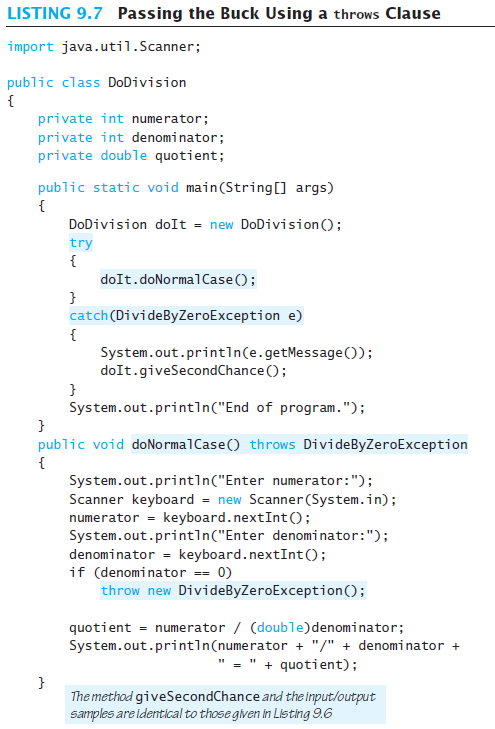 LISTING 9.7 Passing the Buck Using a throws Clause
import java.util.Scanner;
public class DoDivision
{
    private int numerator;
    private int denominator;
    private double quotient;
    public static void main(String[] args)
    {
        DoDivision doIt = new DoDivision();
        try
        {
            doIt.doNormalCase();
        }
        catch(DivideByZeroException e)
        {
            System.out.println(e.getMessage());
            doIt.giveSecondChance();
        }
        System.out.println("End of program.");
    }
    public void doNormalCase() throws DivideByZeroException
    {
        System.out.println("Enter numerator:");
        Scanner keyboard = new Scanner(System.in);
        numerator = keyboard.nextInt();
        System.out.println("Enter denominator:");
        denominator = keyboard.nextInt();
        if (denominator == 0)
            throw new DivideByZeroException();
        quotient = numerator / (double)denominator;
        System.out.println(numerator + "/" + denominator +
                           " = " + quotient);
    }
The method giveSecondChance and the input/output
samples are identical to those given in Listing 9.6